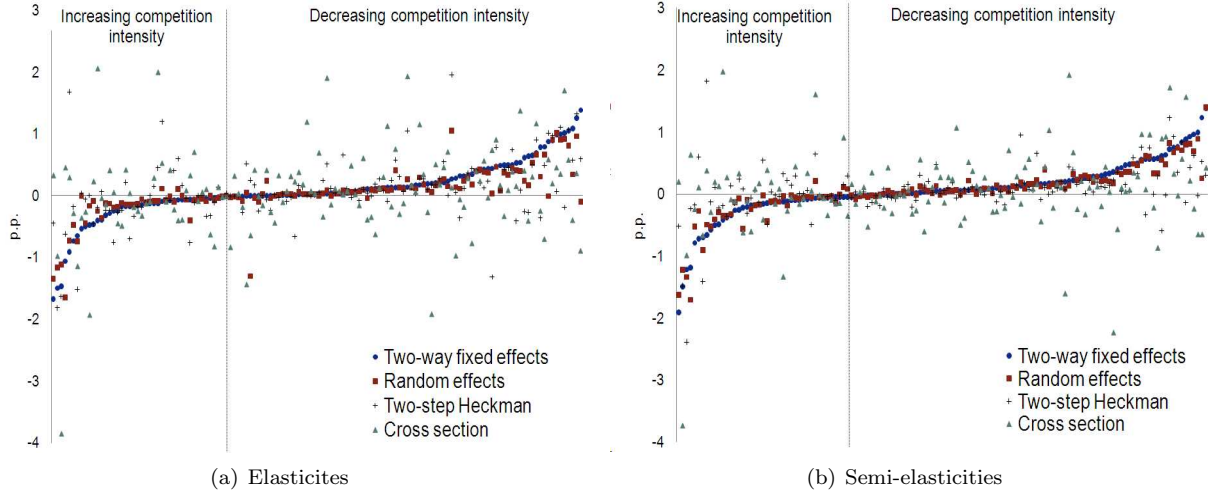 Increasing competition
intensity
Decreasing competition intensity
3
2
1
0
-1
-2
-3
-4
p.p.
Two-way fixed effects
Random effects
Two-step Heckman
Cross section
(a) Elasticites
Increasing competition
intensity
Decreasing competition intensity
3
2
1
0
-1
-2
-3
-4
p.p.
Two-way fixed effects
Random effects
Two-step Heckman
Cross section
(b) Semi-elasticities